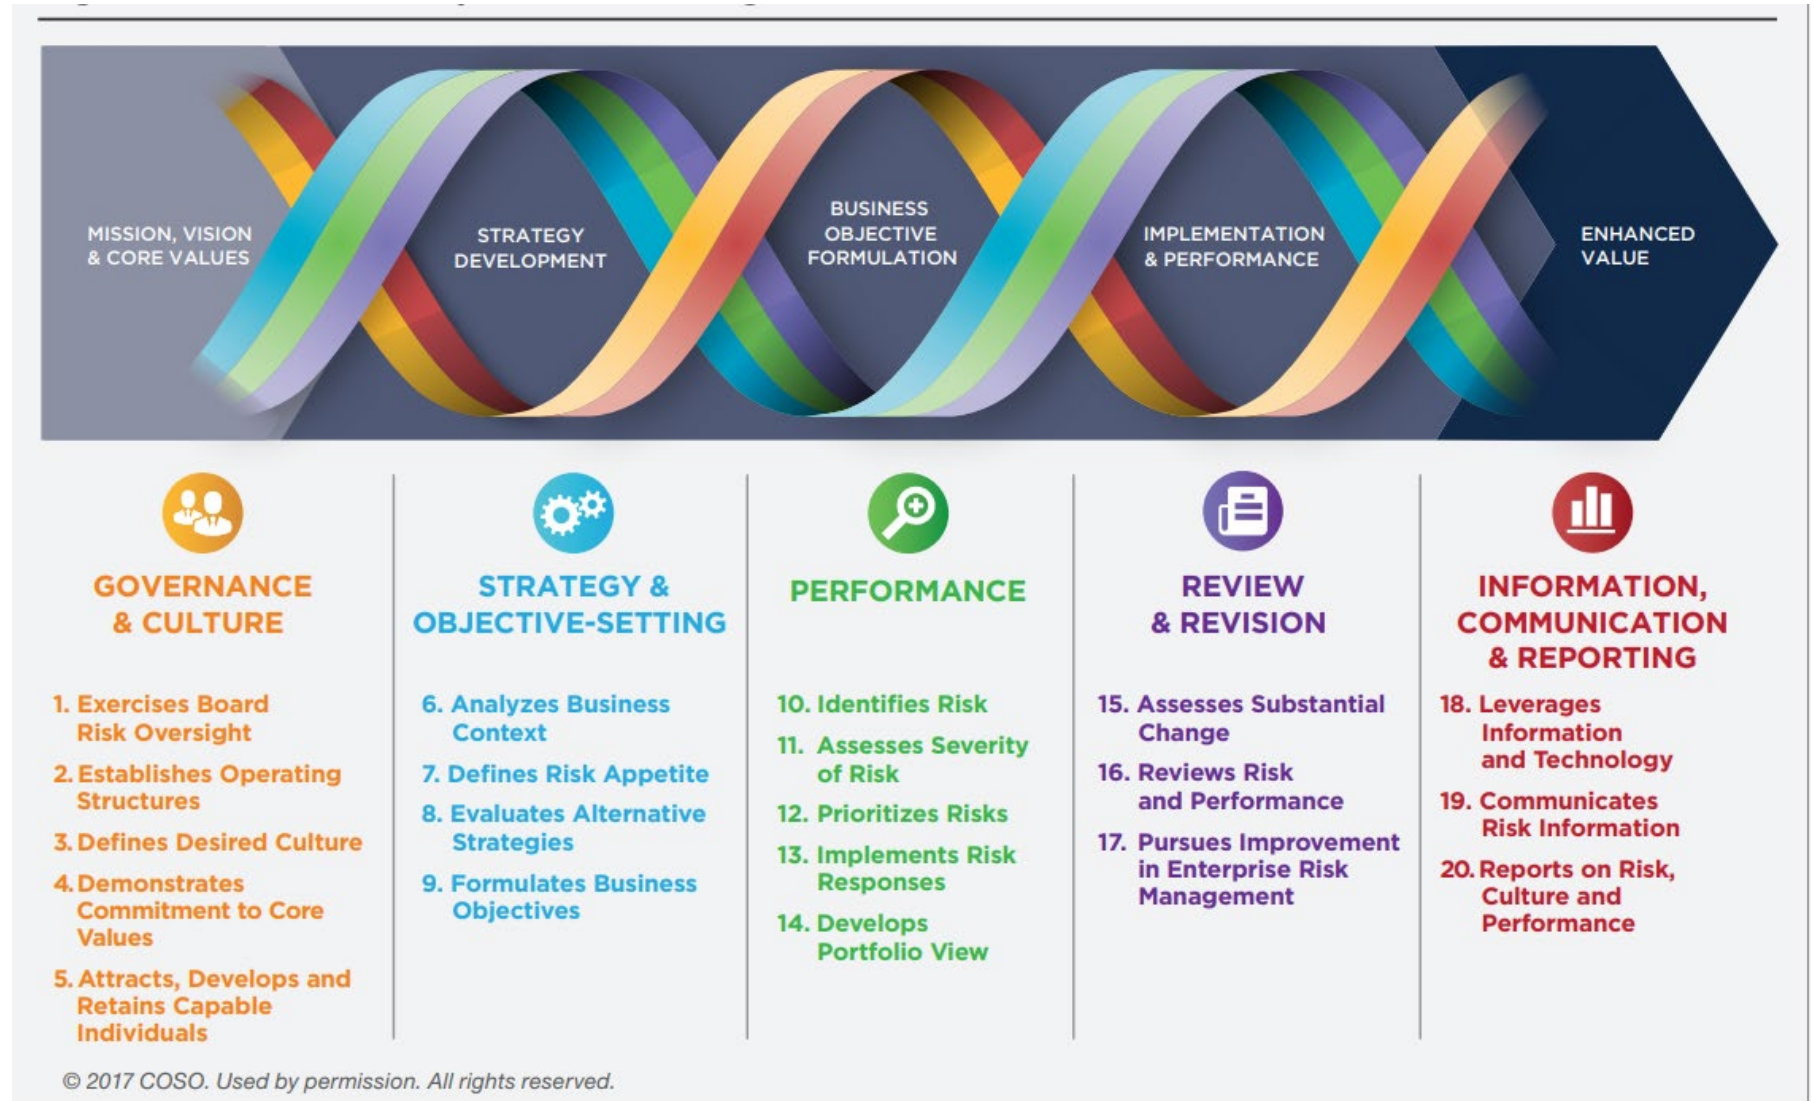 MISSION, VISION
& CORE VALUES
STRATEGY
DEVELOPMENT
BUSINESS
OBJECTIVE
FORMULATION
IMPLEMENTATION
& PERFORMANCE
ENHANCED
VALUE
GOVERNANCE
& CULTURE
1. Exercises Board
Risk Oversight
2. Establishes Operating
Structures
3. Defines Desired Culture
4. Demonstrates
Commitment to Core
Values
5. Attracts, Develops and
Retains Capable
Individuals
STRATEGY &
OBJECTIVE-SETTING
6. Analyzes Business
Context
7. Defines Risk Appetite
8. Evaluates Alternative
Strategies
9. Formulates Business
Objectives
PERFORMANCE
10. Identifies Risk
11. Assesses Severity
of Risk
12. Prioritizes Risks
13. Implements Risk
Responses
14. Develops
Portfolio View
REVIEW
& REVISION
15. Assesses Substantial
Change
16. Reviews Risk
and Performance
17. Pursues Improvement
in Enterprise Risk
Management
INFORMATION,
COMMUNICATION
& REPORTING
18. Leverages
Information
and Technology
19. Communicates
Risk Information
20. Reports on Risk,
Culture and
Performance
© 2017 COSO. Used by permission. All rights reserved.